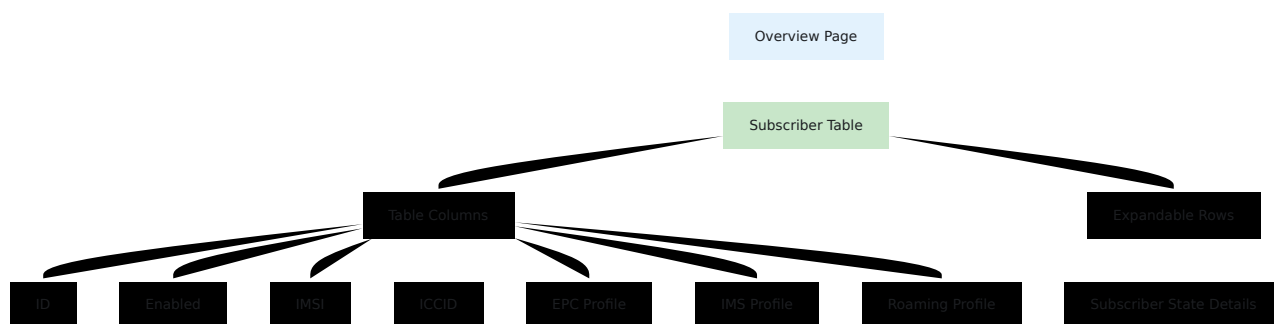 Overview Page
Subscriber Table
Table Columns
Expandable Rows
ID
Enabled
IMSI
ICCID
EPC Profile
IMS Profile
Roaming Profile
Subscriber State Details